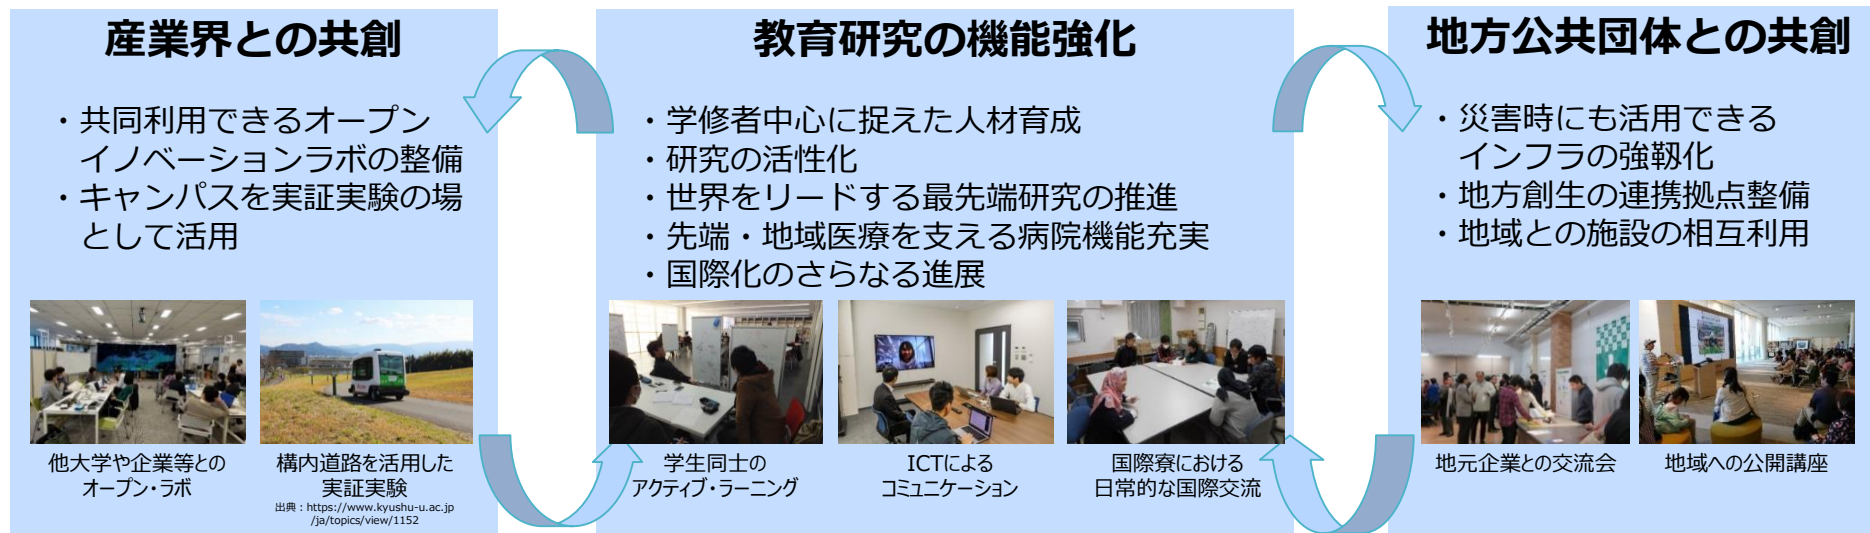 産業界との共創
・共同利用できるオープン
イノベーションラボの整備
・キャンパスを実証実験の場
として活用
他大学や企業等との
オープン・ラボ
構内道路を活用した
実証実験
出典：https://www.kyushu-u.ac.jp
/ja/topics/view/1152
教育研究の機能強化
・学修者中心に捉えた人材育成
・研究の活性化
・世界をリードする最先端研究の推進
・先端・地域医療を支える病院機能充実
・国際化のさらなる進展
学生同士の
アクティブ・ラーニング
ICTによる
コミュニケーション
国際寮における
日常的な国際交流
地方公共団体との共創
・災害時にも活用できる
インフラの強靱化
・地方創生の連携拠点整備
・地域との施設の相互利用
地元企業との交流会
地域への公開講座